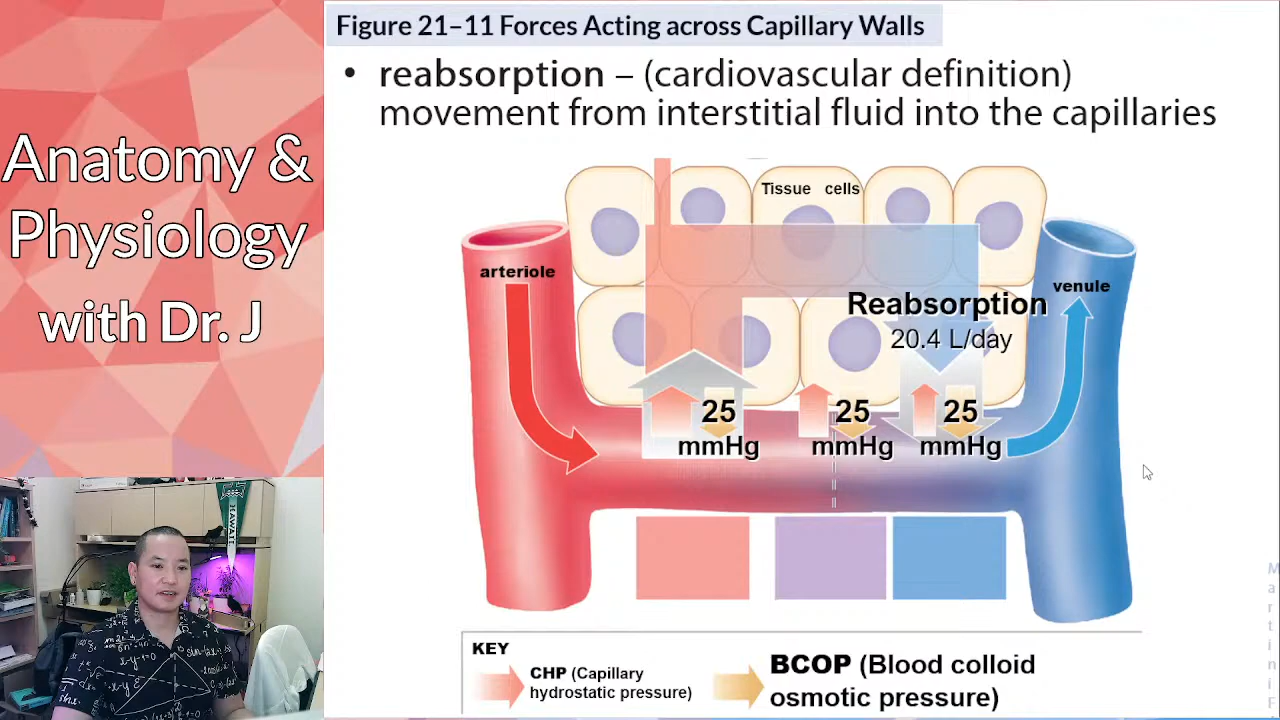 Figure 21–11 Forces Acting across Capillary Walls
• reabsorption – (cardiovascular definition)
movement from interstitial fluid into the capillaries
Anatomy &
Physiology
with Dr. J
Tissue cells
arteriole
venule
Reabsorption
20.4 L/day
25
mmHg
25
mmHg
25
mmHg
HAWAII
KEY
CHP (Capillary
hydrostatic pressure)
BCOP (Blood colloid
osmotic pressure)
M
a
r
t
i
n
i
F